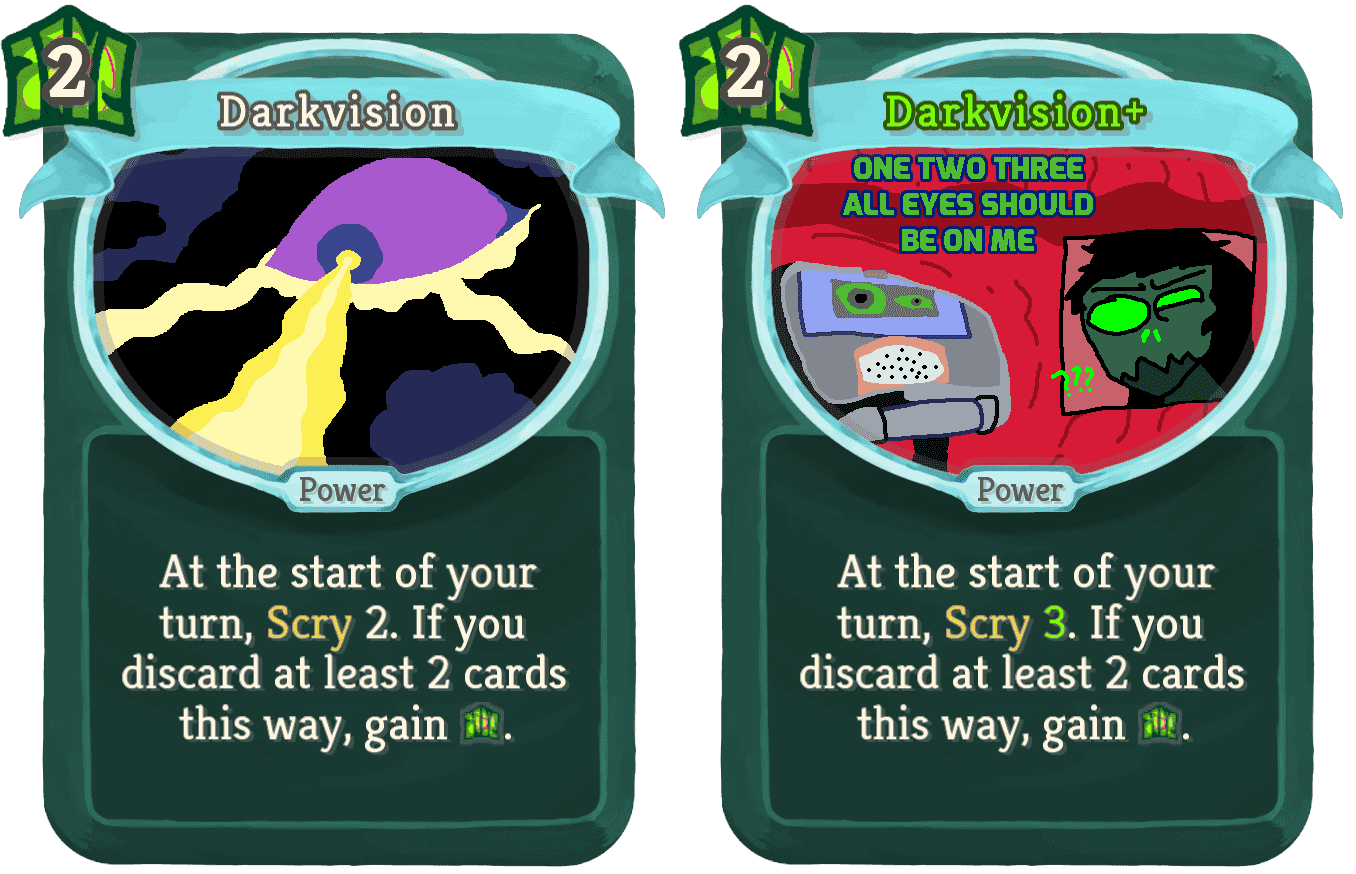 2
Darkvision
Power
At the start of your
turn, Scry 2. If you
discard at least 2 cards
this way, gain .
2
Darkvision+
ONE TWO THREE
ALL EYES SHOULD
BE ON ME
???
Power
At the start of your
turn, Scry 3. If you
discard at least 2 cards
this way, gain .